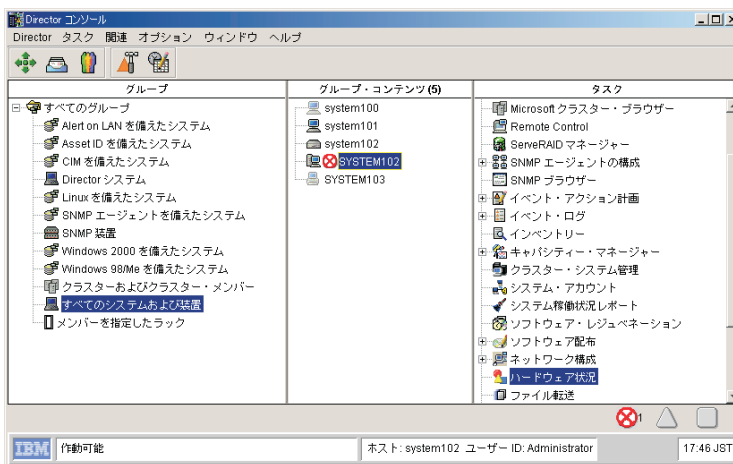 Director コンソール
Director タスク 関連 オプション ウィンドウ ヘルプ
グループ
すべてのグループ
Alert on LAN を備えたシステム
Asset ID を備えたシステム
CIM を備えたシステム
Director システム
Linux を備えたシステム
SNMP エージェントを備えたシステム
SNMP 装置
Windows 2000 を備えたシステム
Windows 98/Me を備えたシステム
クラスターおよびクラスター・メンバー
すべてのシステムおよび装置
メンバーを指定したラック
グループ・コンテンツ (5)
system100
system101
system102
SYSTEM102
SYSTEM103
タスク
Microsoft クラスター・ブラウザー
Remote Control
ServeRAID マネージャー
SNMP エージェントの構成
SNMP ブラウザー
イベント・アクション計画
イベント・ログ
インベントリー
キャパシティー・マネージャー
クラスター・システム管理
システム・アカウント
システム稼働状況レポート
ソフトウェア・レジュベネーション
ソフトウェア配布
ネットワーク構成
ハードウェア状況
ファイル転送
1
IBM 作動可能
ホスト: system102 ユーザー ID: Administrator
17:46 JST